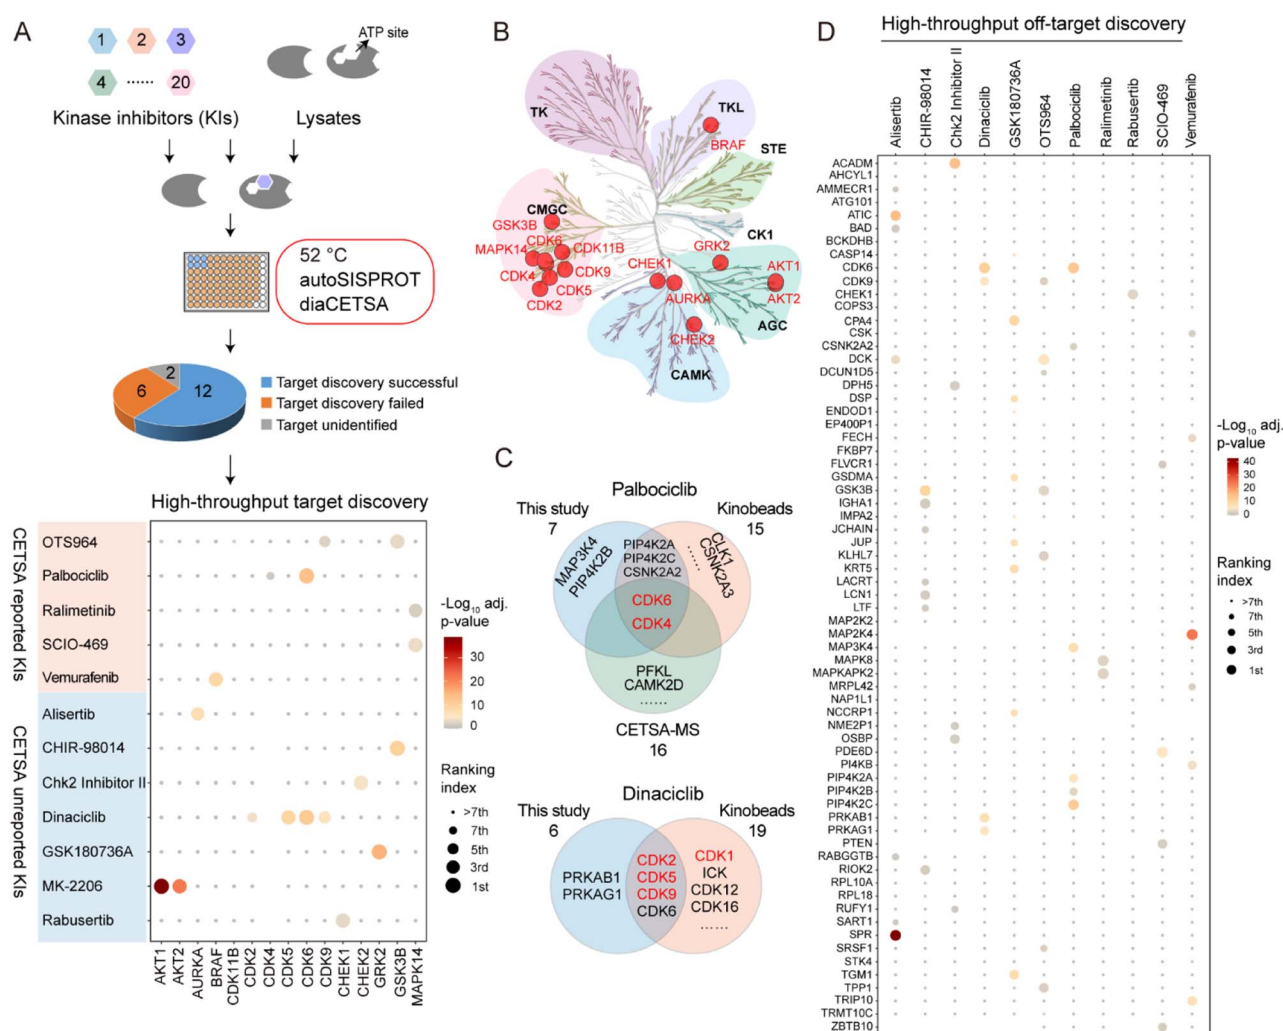 A
1
2
3
4
......
20
Kinase inhibitors (KIs)
ATP site
Lysates
52 °C
autoSISPROT
diaCETSA
2
6
12
Target discovery successful
Target discovery failed
Target unidentified
High-throughput target discovery
CETSA reported KIs
CETSA unreported KIs
OTS964
Palbociclib
Ralimetinib
SCIO-469
Vemurafenib
Alisertib
CHIR-98014
Chk2 Inhibitor II
Dinaciclib
GSK180736A
MK-2206
Rabusertib
AKT1
AKT2
AURKA
BRAF
CDK11B
CDK2
CDK4
CDK5
CDK6
CDK9
CHEK1
CHEK2
GRK2
GSK3B
MAPK14
-Log10 adj.
p-value
30
20
10
0
Ranking
index
>7th
7th
5th
3rd
1st
B
TK
TKL
BRAF
STE
CMGC
GSK3B
CDK6
MAPK14
CDK11B
CDK4
CDK9
CDK5
CDK2
CK1
GRK2
CHEK1
AKT1
AURKA
AKT2
AGC
CHEK2
CAMK
C
Palbociclib
This study
7
Kinobeads
15
MAP3K4
PIP4K2B
PIP4K2A
PIP4K2C
CSNK2A2
CLK1
CSNK2A3
......
CDK6
CDK4
PFKL
CAMK2D
......
CETSA-MS
16
Dinaciclib
This study
6
Kinobeads
19
PRKAB1
PRKAG1
CDK2
CDK5
CDK9
CDK6
CDK1
ICK
CDK12
CDK16
......
D
High-throughput off-target discovery
Alisertib
CHIR-98014
Chk2 Inhibitor II
Dinaciclib
GSK180736A
OTS964
Palbociclib
Ralimetinib
Rabusertib
SCIO-469
Vemurafenib
ACADM
AHCYL1
AMMECR1
ATG101
ATIC
BAD
BCKDHB
CASP14
CDK6
CDK9
CHEK1
COPS3
CPA4
CSK
CSNK2A2
DCK
DCUN1D5
DPH5
DSP
ENDOD1
EP400P1
FECH
FKBP7
FLVCR1
GSDMA
GSK3B
IGHA1
IMPA2
JCHAIN
JUP
KLHL7
KRT5
LACRT
LCN1
LTF
MAP2K2
MAP2K4
MAP3K4
MAPK8
MAPKAPK2
MRPL42
NAP1L1
NCCRP1
NME2P1
OSBP
PDE6D
PI4KB
PIP4K2A
PIP4K2B
PIP4K2C
PRKAB1
PRKAG1
PTEN
RABGGTB
RIOK2
RPL10A
RPL18
RUFY1
SART1
SPR
SRSF1
STK4
TGM1
TPP1
TRIP10
TRMT10C
ZBTB10
-Log10 adj.
p-value
40
30
20
10
0
Ranking
index
>7th
7th
5th
3rd
1st